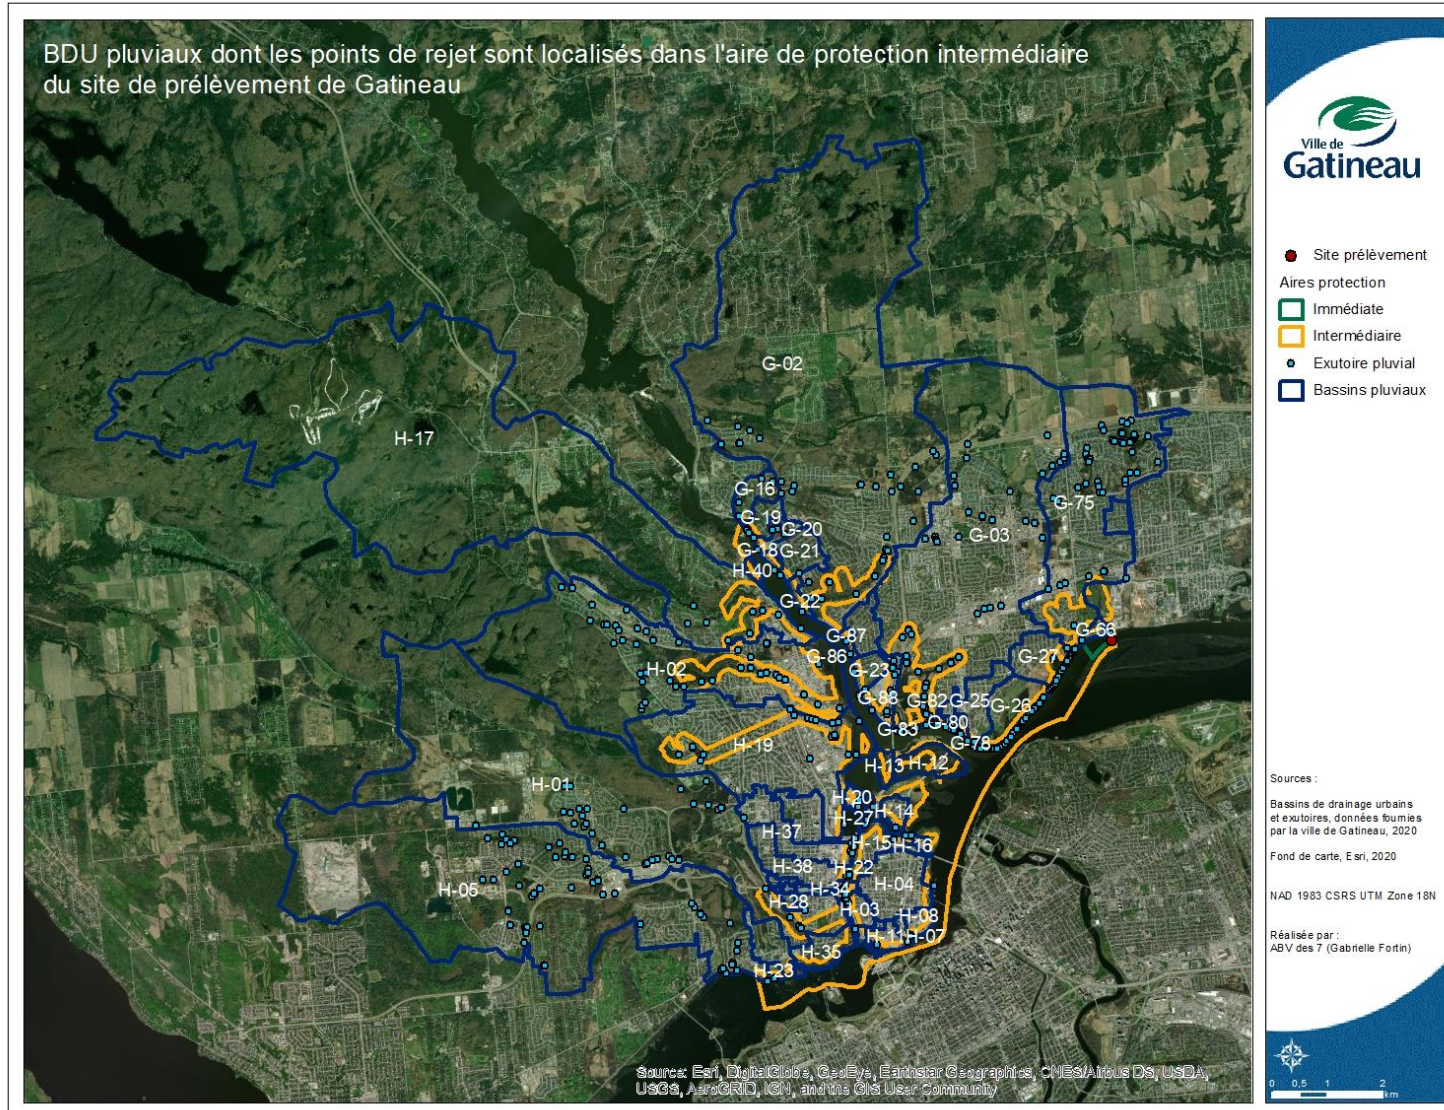 BDU pluviaux dont les points de rejet sont localisés dans l'aire de protection intermédiaire
du site de prélèvement de Gatineau
G-02
H-17
G-16
G-75
G-19
G-20
G-03
G-18
G-21
H-40
G-22
G-87
G-66
G-86
G-27
H-02
G-23
G-88
G-82
G-25
G-26
G-80
G-83
G-78
H-19
H-13
H-12
H-01
H-20
H-14
H-27
H-37
H-15
H-16
H-38
H-22
H-05
H-34
H-04
H-28
H-03
H-08
H-11
H-07
H-35
H-23
Source: Esri, DigitalGlobe, GeoEye, Earthstar Geographics, CNES/Airbus DS, USDA,
USGS, AeroGRID, IGN, and the GIS User Community
Ville de
Gatineau
Site prélèvement
Aires protection
Immédiate
Intermédiaire
Exutoire pluvial
Bassins pluviaux
Sources :
Bassins de drainage urbains
et exutoires, données fournies
par la ville de Gatineau, 2020
Fond de carte, Esri, 2020
NAD 1983 CSRS UTM Zone 18N
Réalisée par :
ABV des 7 (Gabrielle Fortin)
0 0,5 1 2
km